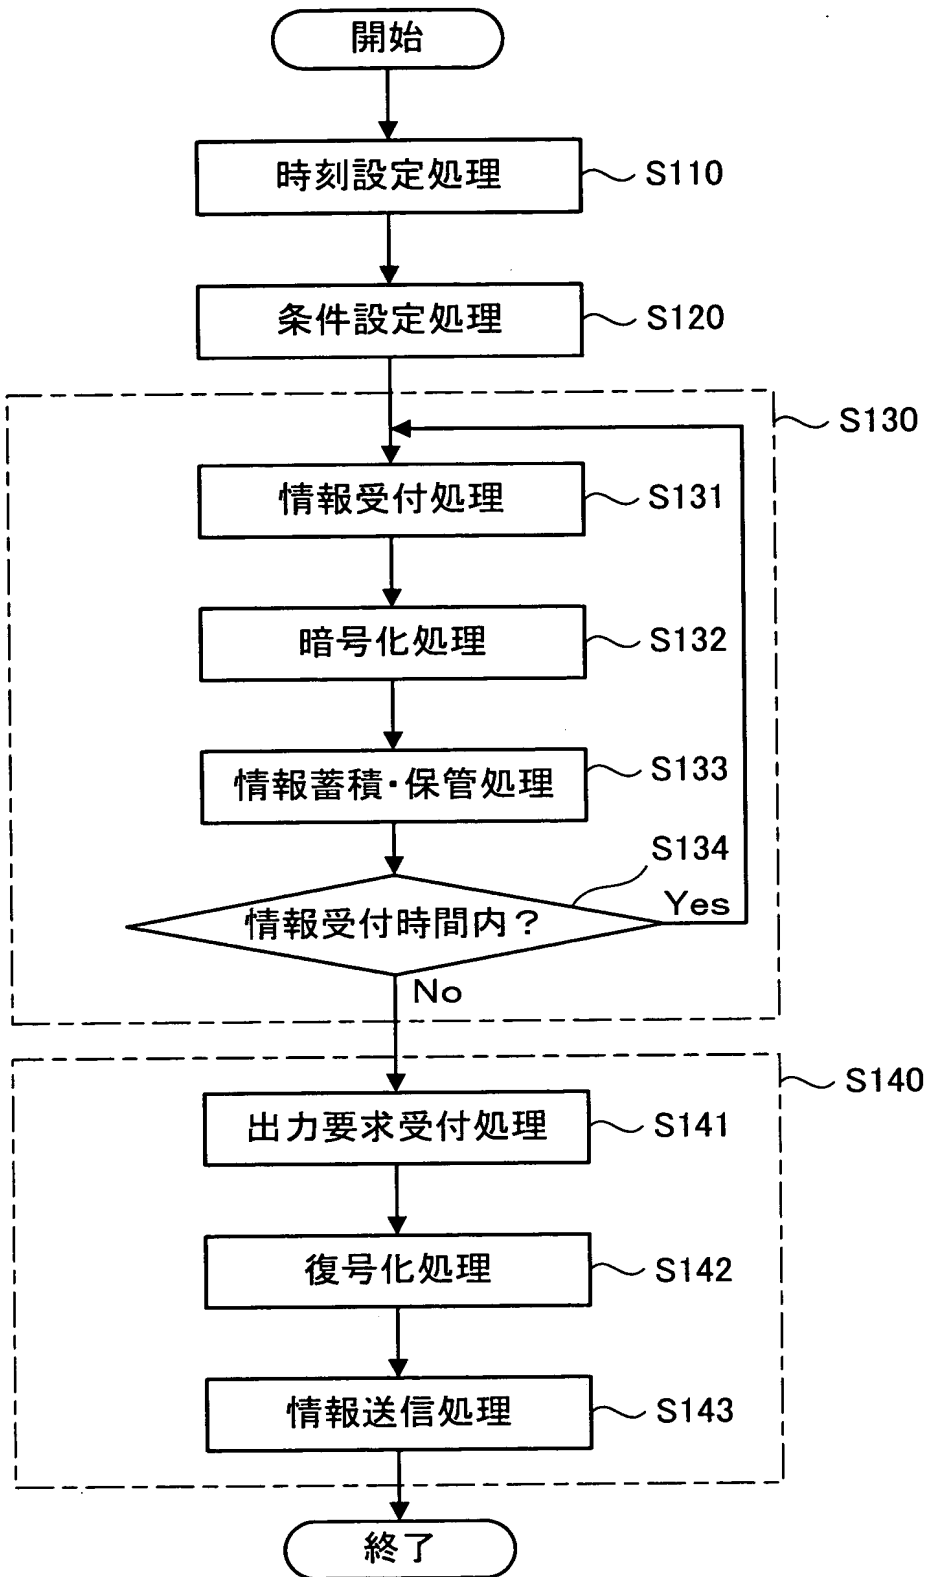 開始
時刻設定処理
S110
条件設定処理
S120
S130
情報受付処理
S131
暗号化処理
S132
情報蓄積・保管処理
S133
S134
情報受付時間内？
Yes
No
S140
出力要求受付処理
S141
復号化処理
S142
情報送信処理
S143
終了